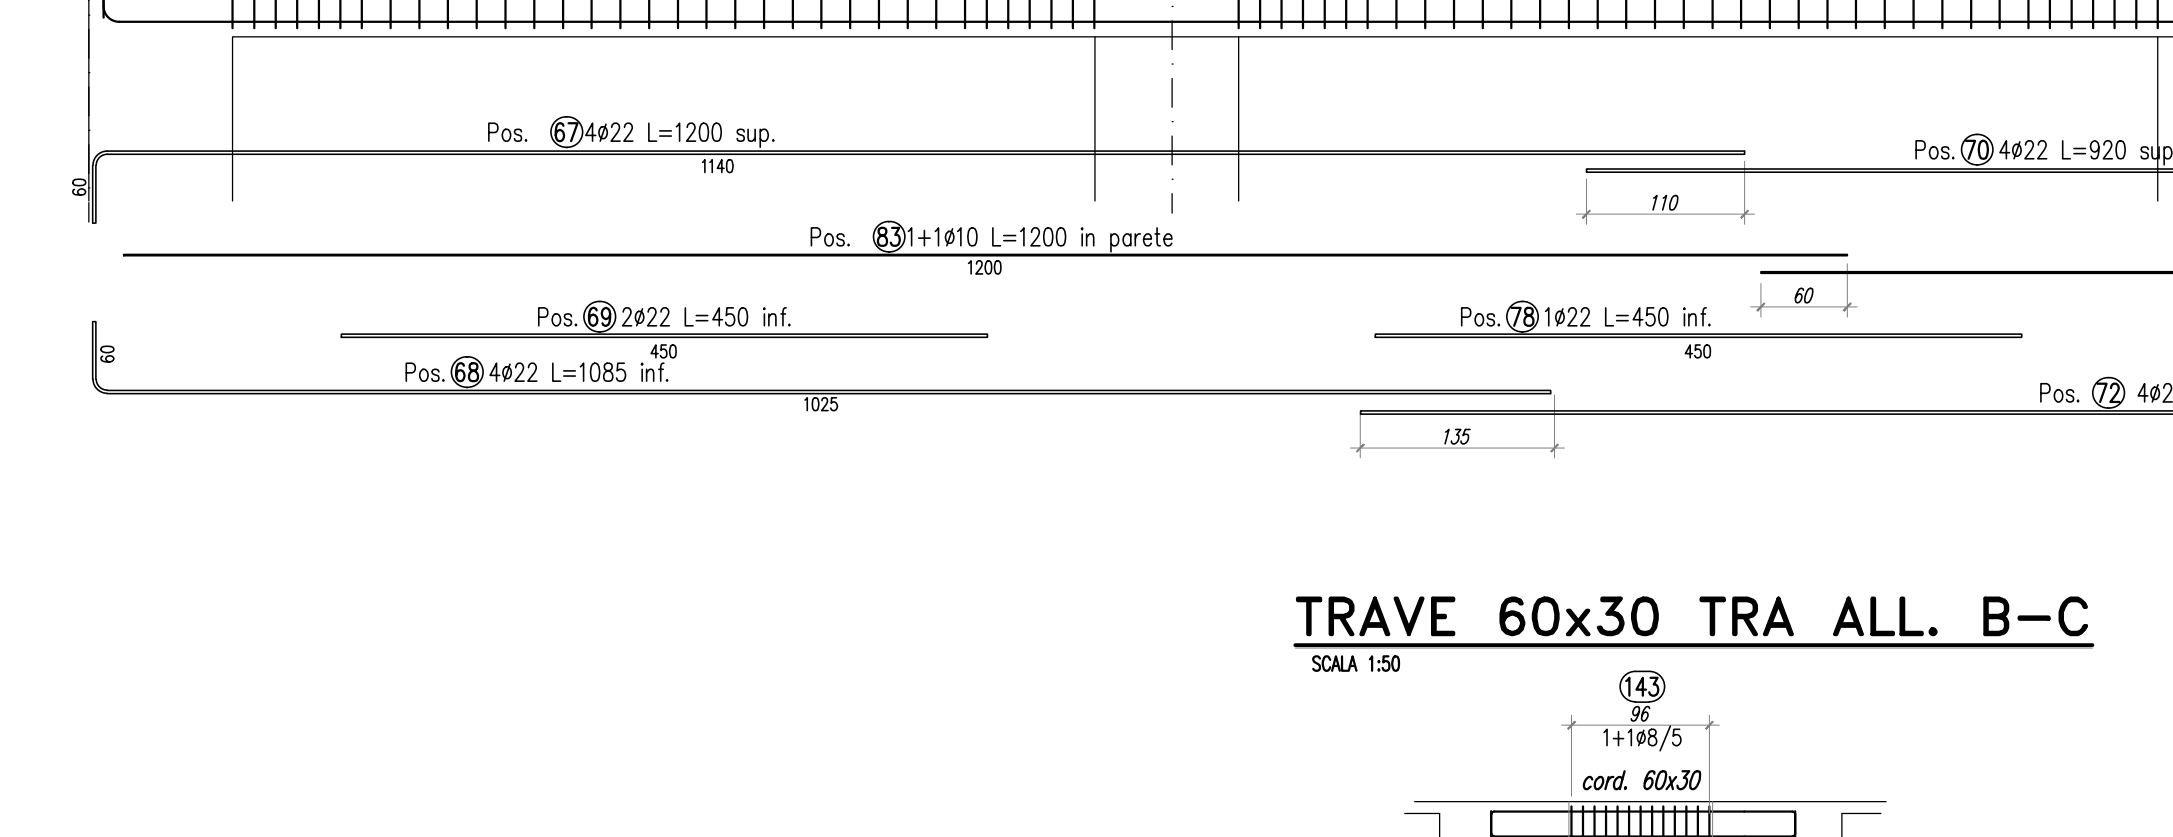 Pos. 67 4ø22 L=1200 sup.
1140
60
Pos. 70 4ø22 L=920 sup
110
Pos. 83 1+1ø10 L=1200 in parete
1200
60
Pos. 69 2ø22 L=450 inf.
450
Pos. 78 1ø22 L=450 inf.
450
60
Pos. 68 4ø22 L=1085 inf.
1025
Pos. 72 4ø2
135
TRAVE 60x30 TRA ALL. B-C
SCALA 1:50
143
96
1+1ø8/5
cord. 60x30